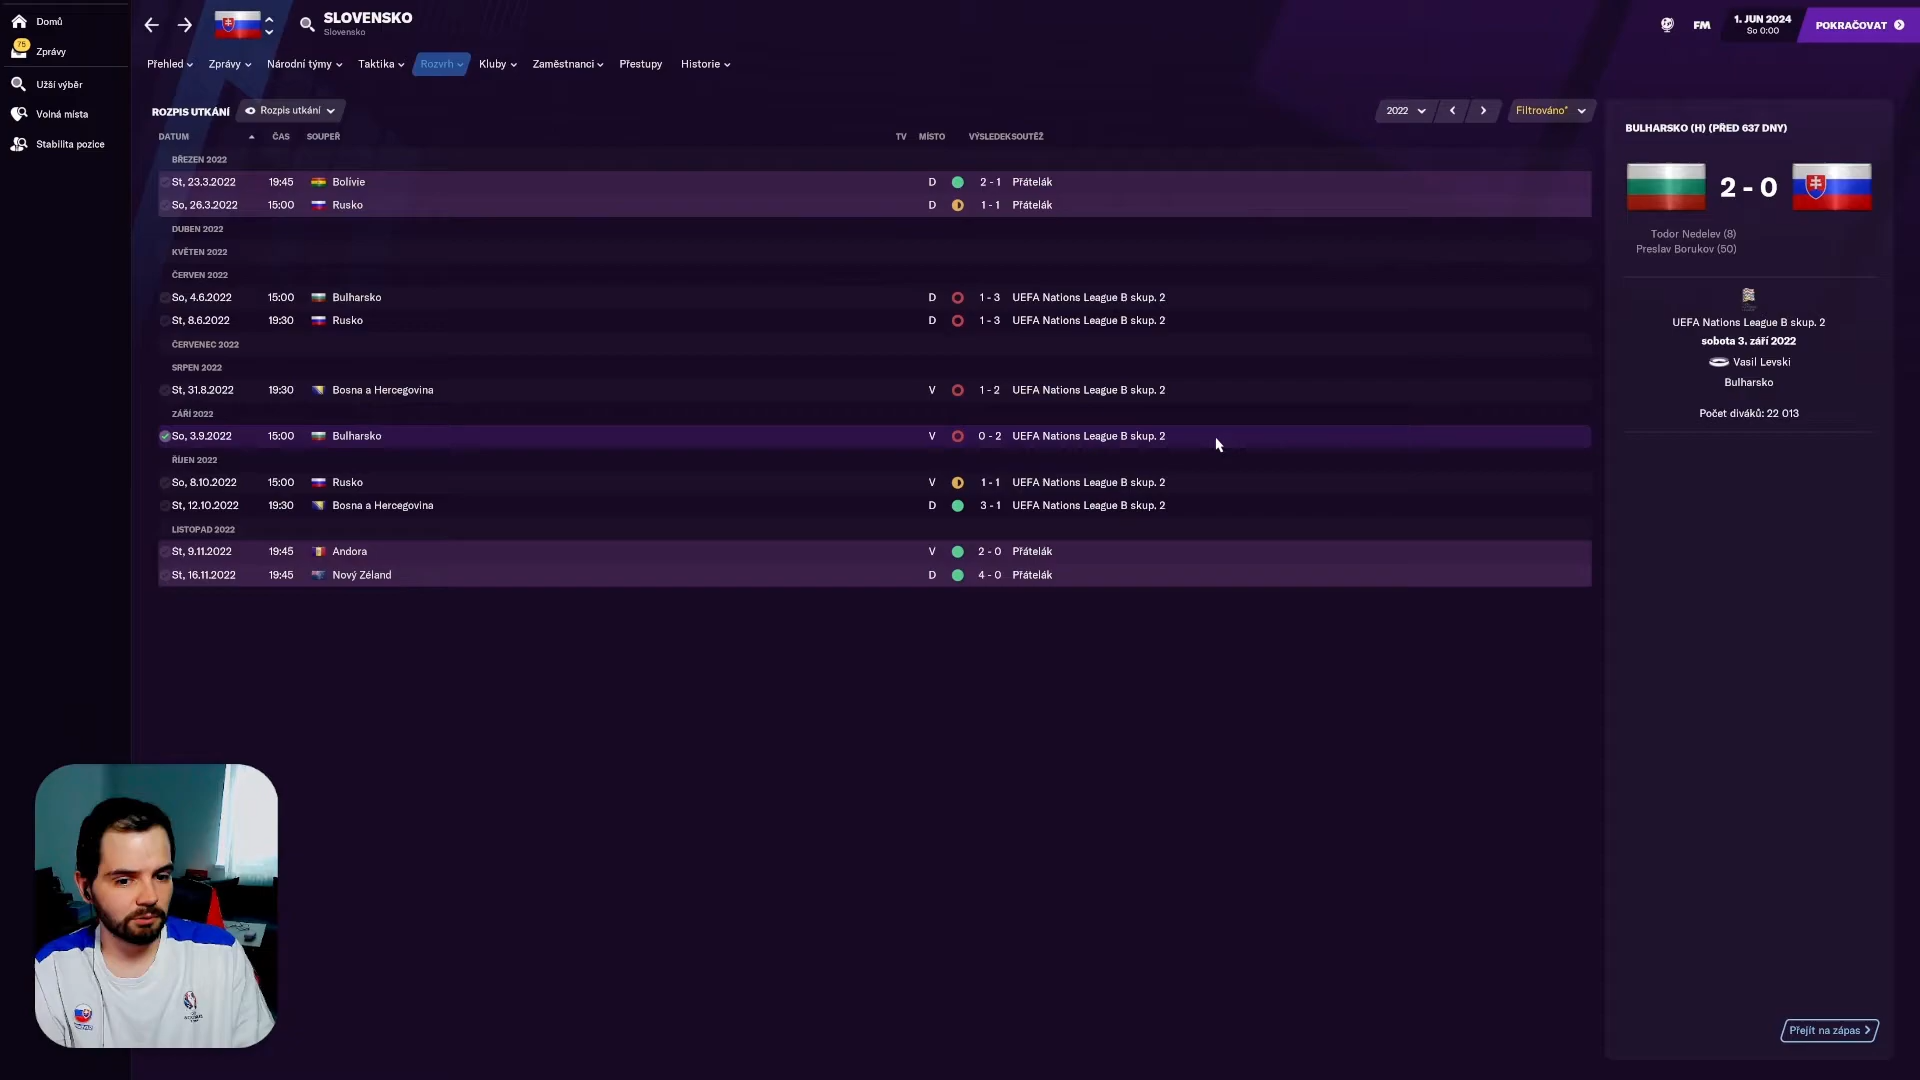 Domů
75
Zprávy
Užší výběr
Volná místa
Stabilita pozice
SLOVENSKO
Slovensko
FM
1. JUN 2024
So 0:00
POKRAČOVAT
Přehled
Zprávy
Národní týmy
Taktika
Rozvrh
Kluby
Zaměstnanci
Přestupy
Historie
ROZPIS UTKÁNÍ
Rozpis utkání
2022
Filtrováno*
DATUM ČAS SOUPEŘ TV MÍSTO VÝSLEDEK SOUTĚŽ
BŘEZEN 2022
St, 23.3.2022 19:45 Bolívie D 2 - 1 Přátelák
So, 26.3.2022 15:00 Rusko D 1 - 1 Přátelák
DUBEN 2022
KVĚTEN 2022
ČERVEN 2022
So, 4.6.2022 15:00 Bulharsko D 1 - 3 UEFA Nations League B skup. 2
St, 8.6.2022 19:30 Rusko D 1 - 3 UEFA Nations League B skup. 2
ČERVENEC 2022
SRPEN 2022
St, 31.8.2022 19:30 Bosna a Hercegovina V 1 - 2 UEFA Nations League B skup. 2
ZÁŘÍ 2022
So, 3.9.2022 15:00 Bulharsko V 0 - 2 UEFA Nations League B skup. 2
ŘÍJEN 2022
So, 8.10.2022 15:00 Rusko V 1 - 1 UEFA Nations League B skup. 2
St, 12.10.2022 19:30 Bosna a Hercegovina D 3 - 1 UEFA Nations League B skup. 2
LISTOPAD 2022
St, 9.11.2022 19:45 Andora V 2 - 0 Přátelák
St, 16.11.2022 19:45 Nový Zéland D 4 - 0 Přátelák
BULHARSKO (H) (PŘED 637 DNY)
2 - 0
Todor Nedelev (8)
Preslav Borukov (50)
UEFA Nations League B skup. 2
sobota 3. září 2022
Vasil Levski
Bulharsko
Počet diváků: 22 013
Přejít na zápas